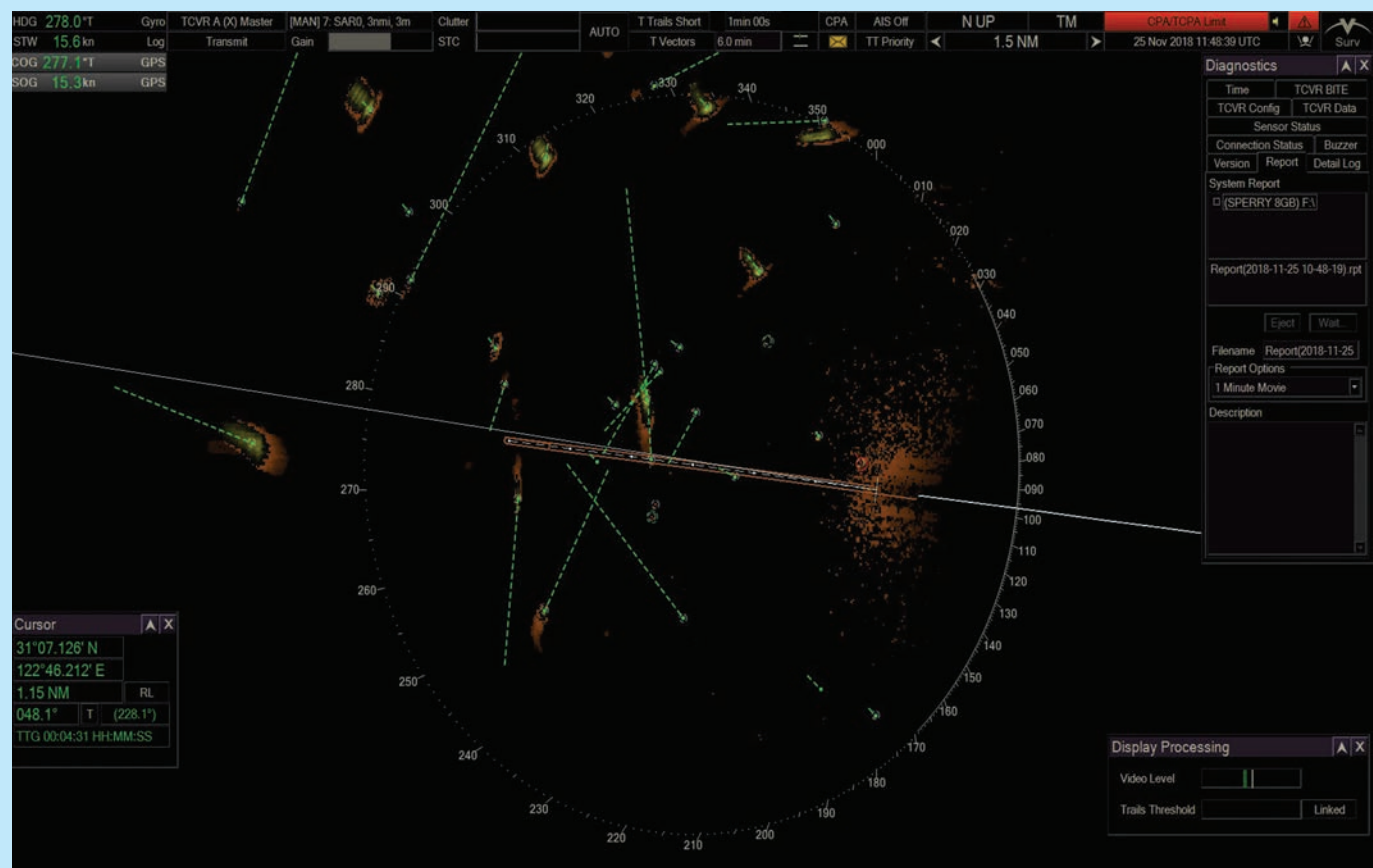 HDG 278.0°T Gyro TCVR A (X) Master [MAN] 7: SAR0, 3nmi, 3m Clutter AUTO T Trails Short 1min 00s CPA AIS Off N UP TM CPA/TCPA Limit
STW 15.6 kn Log Transmit Gain STC T Vectors 6.0 min TT Priority 1.5 NM 25 Nov 2018 11:48:39 UTC Surv
COG 277.1°T GPS
SOG 15.3 kn GPS
Diagnostics X
Time TCVR BITE
TCVR Config TCVR Data
Sensor Status
Connection Status Buzzer
Version Report Detail Log
System Report
(SPERRY 8GB) F:\
Report(2018-11-25 10-48-19).rpt
Eject Wait...
Filename Report(2018-11-25
Report Options
1 Minute Movie
Description
330
340
320
350
310
000
010
300
020
030
290
040
050
280
060
070
080
270
090
100
110
260
120
130
140
250
150
160
240
170
180
230
190
220
200
210
Cursor X
31°07.126' N
122°46.212' E
1.15 NM RL
048.1° T (228.1°)
TTG 00:04:31 HH:MM:SS
Display Processing X
Video Level
Trails Threshold Linked